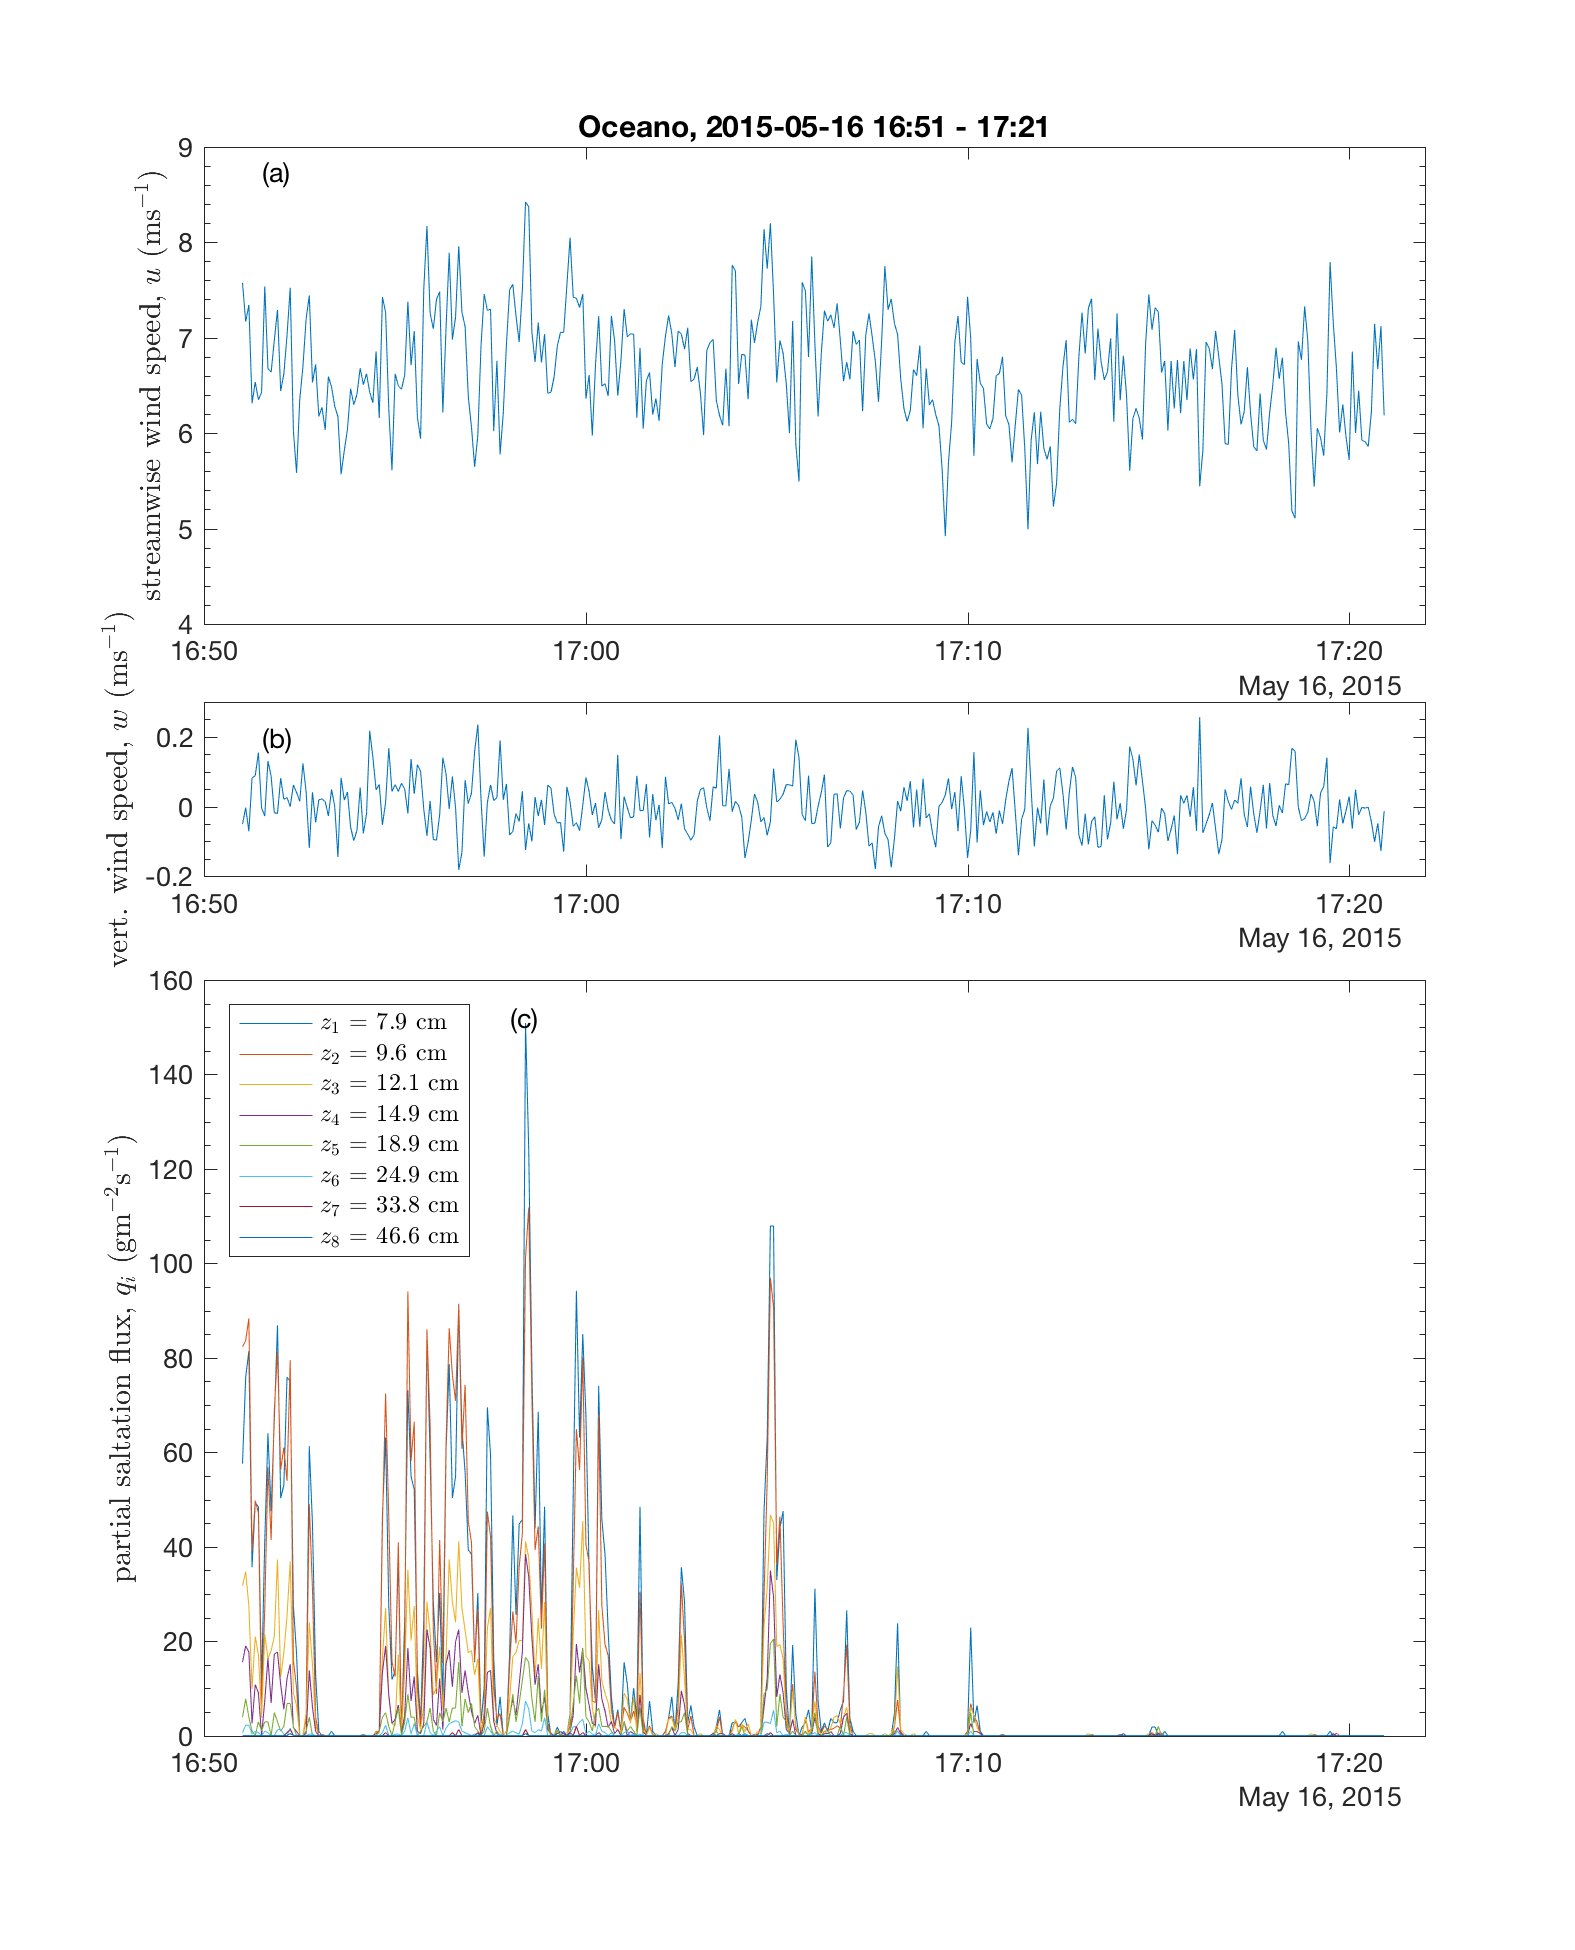 Oceano, 2015-05-16 16:51 - 17:21
(a)
streamwise wind speed, u (ms⁻¹)
9
8
7
6
5
4
16:50 17:00 17:10 17:20
May 16, 2015
(b)
vert. wind speed, w (ms⁻¹)
0.2
0
-0.2
16:50 17:00 17:10 17:20
May 16, 2015
(c)
partial saltation flux, qᵢ (gm⁻²s⁻¹)
160
140
120
100
80
60
40
20
0
z₁ = 7.9 cm
z₂ = 9.6 cm
z₃ = 12.1 cm
z₄ = 14.9 cm
z₅ = 18.9 cm
z₆ = 24.9 cm
z₇ = 33.8 cm
z₈ = 46.6 cm
16:50 17:00 17:10 17:20
May 16, 2015